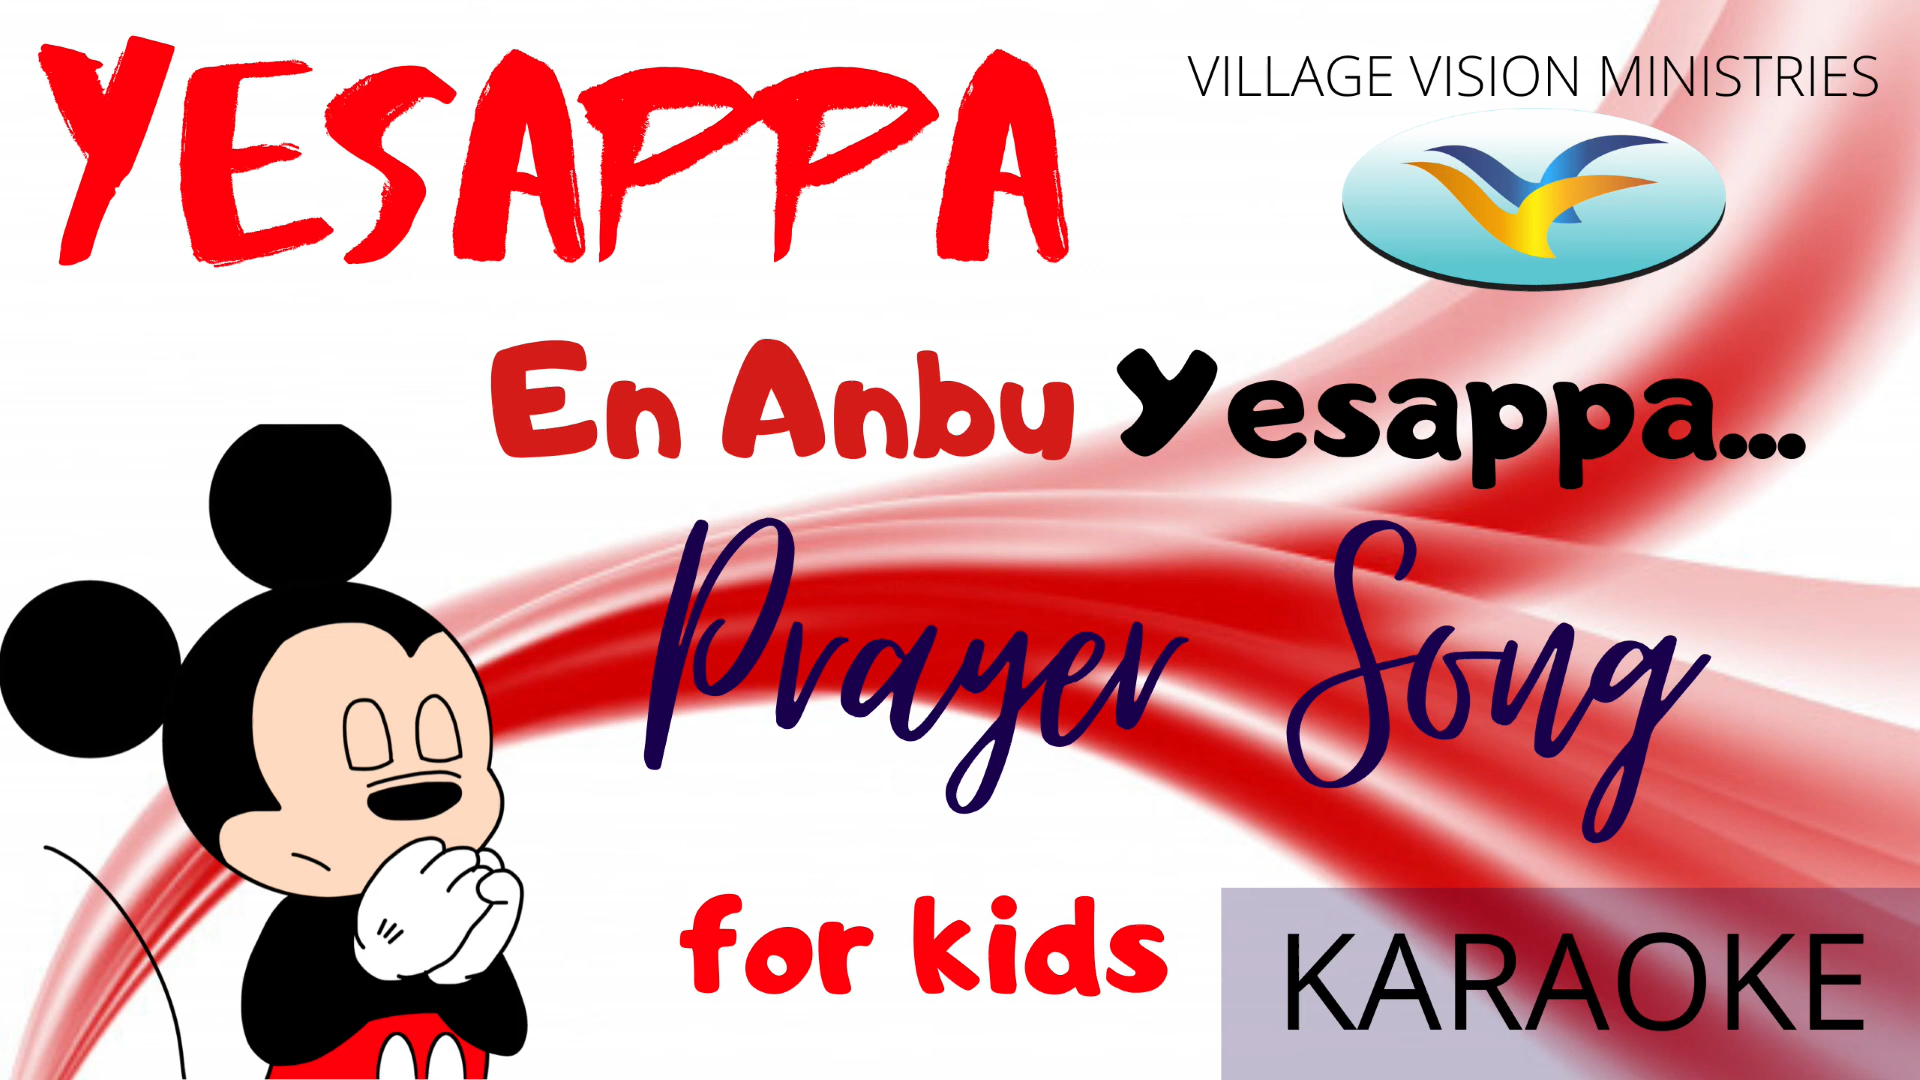 YESAPPA
VILLAGE VISION MINISTRIES
En Anbu Yesappa...
Prayer Song
for kids
KARAOKE